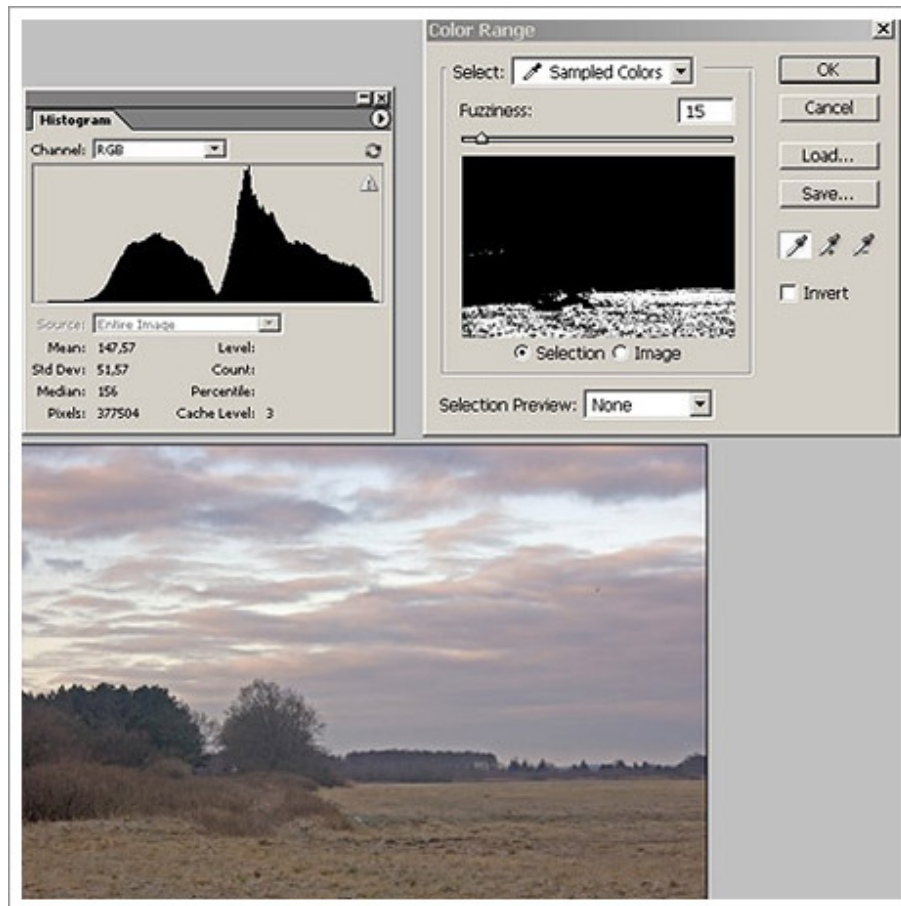 Color Range
Select: Sampled Colors
OK
Fuzziness: 15
Cancel
Load...
Save...
Invert
Selection Image
Selection Preview: None
Histogram
Channel: RGB
Source: Entire Image
Mean: 147,57 Level:
Std Dev: 51,57 Count:
Median: 156 Percentile:
Pixels: 377504 Cache Level: 3